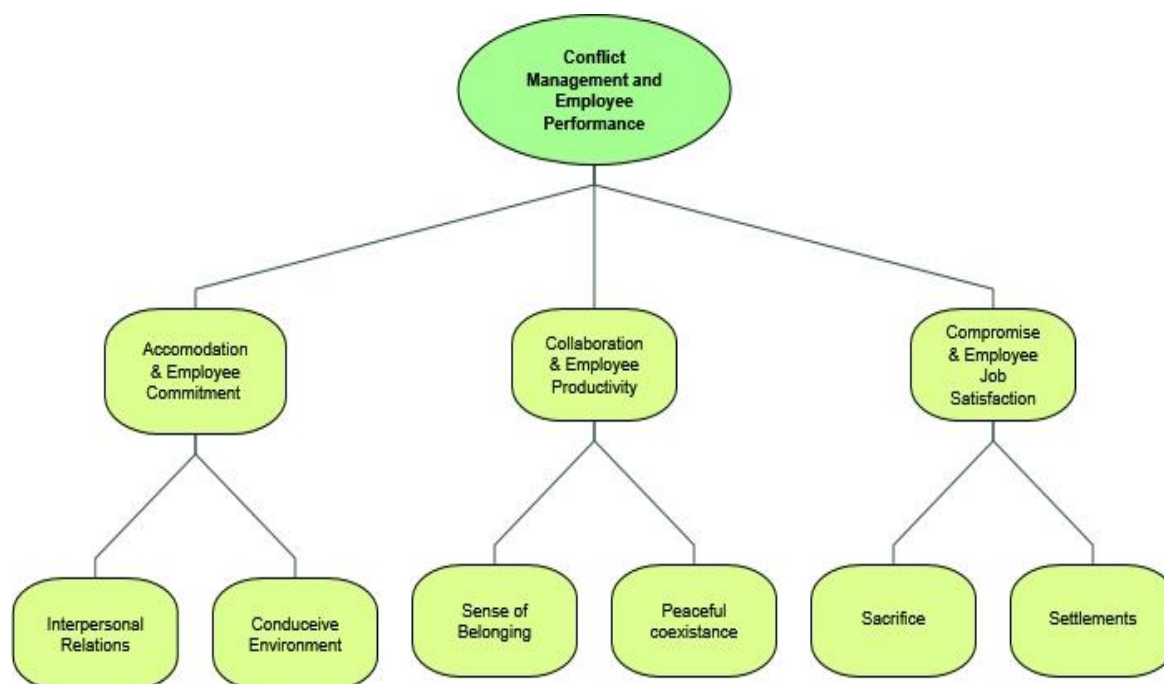 Conflict
Management and
Employee
Performance
Accomodation
& Employee
Commitment
Collaboration
& Employee
Productivity
Compromise
& Employee
Job
Satisfaction
Interpersonal
Relations
Conduceive
Environment
Sense of
Belonging
Peaceful
coexistance
Sacrifice
Settlements